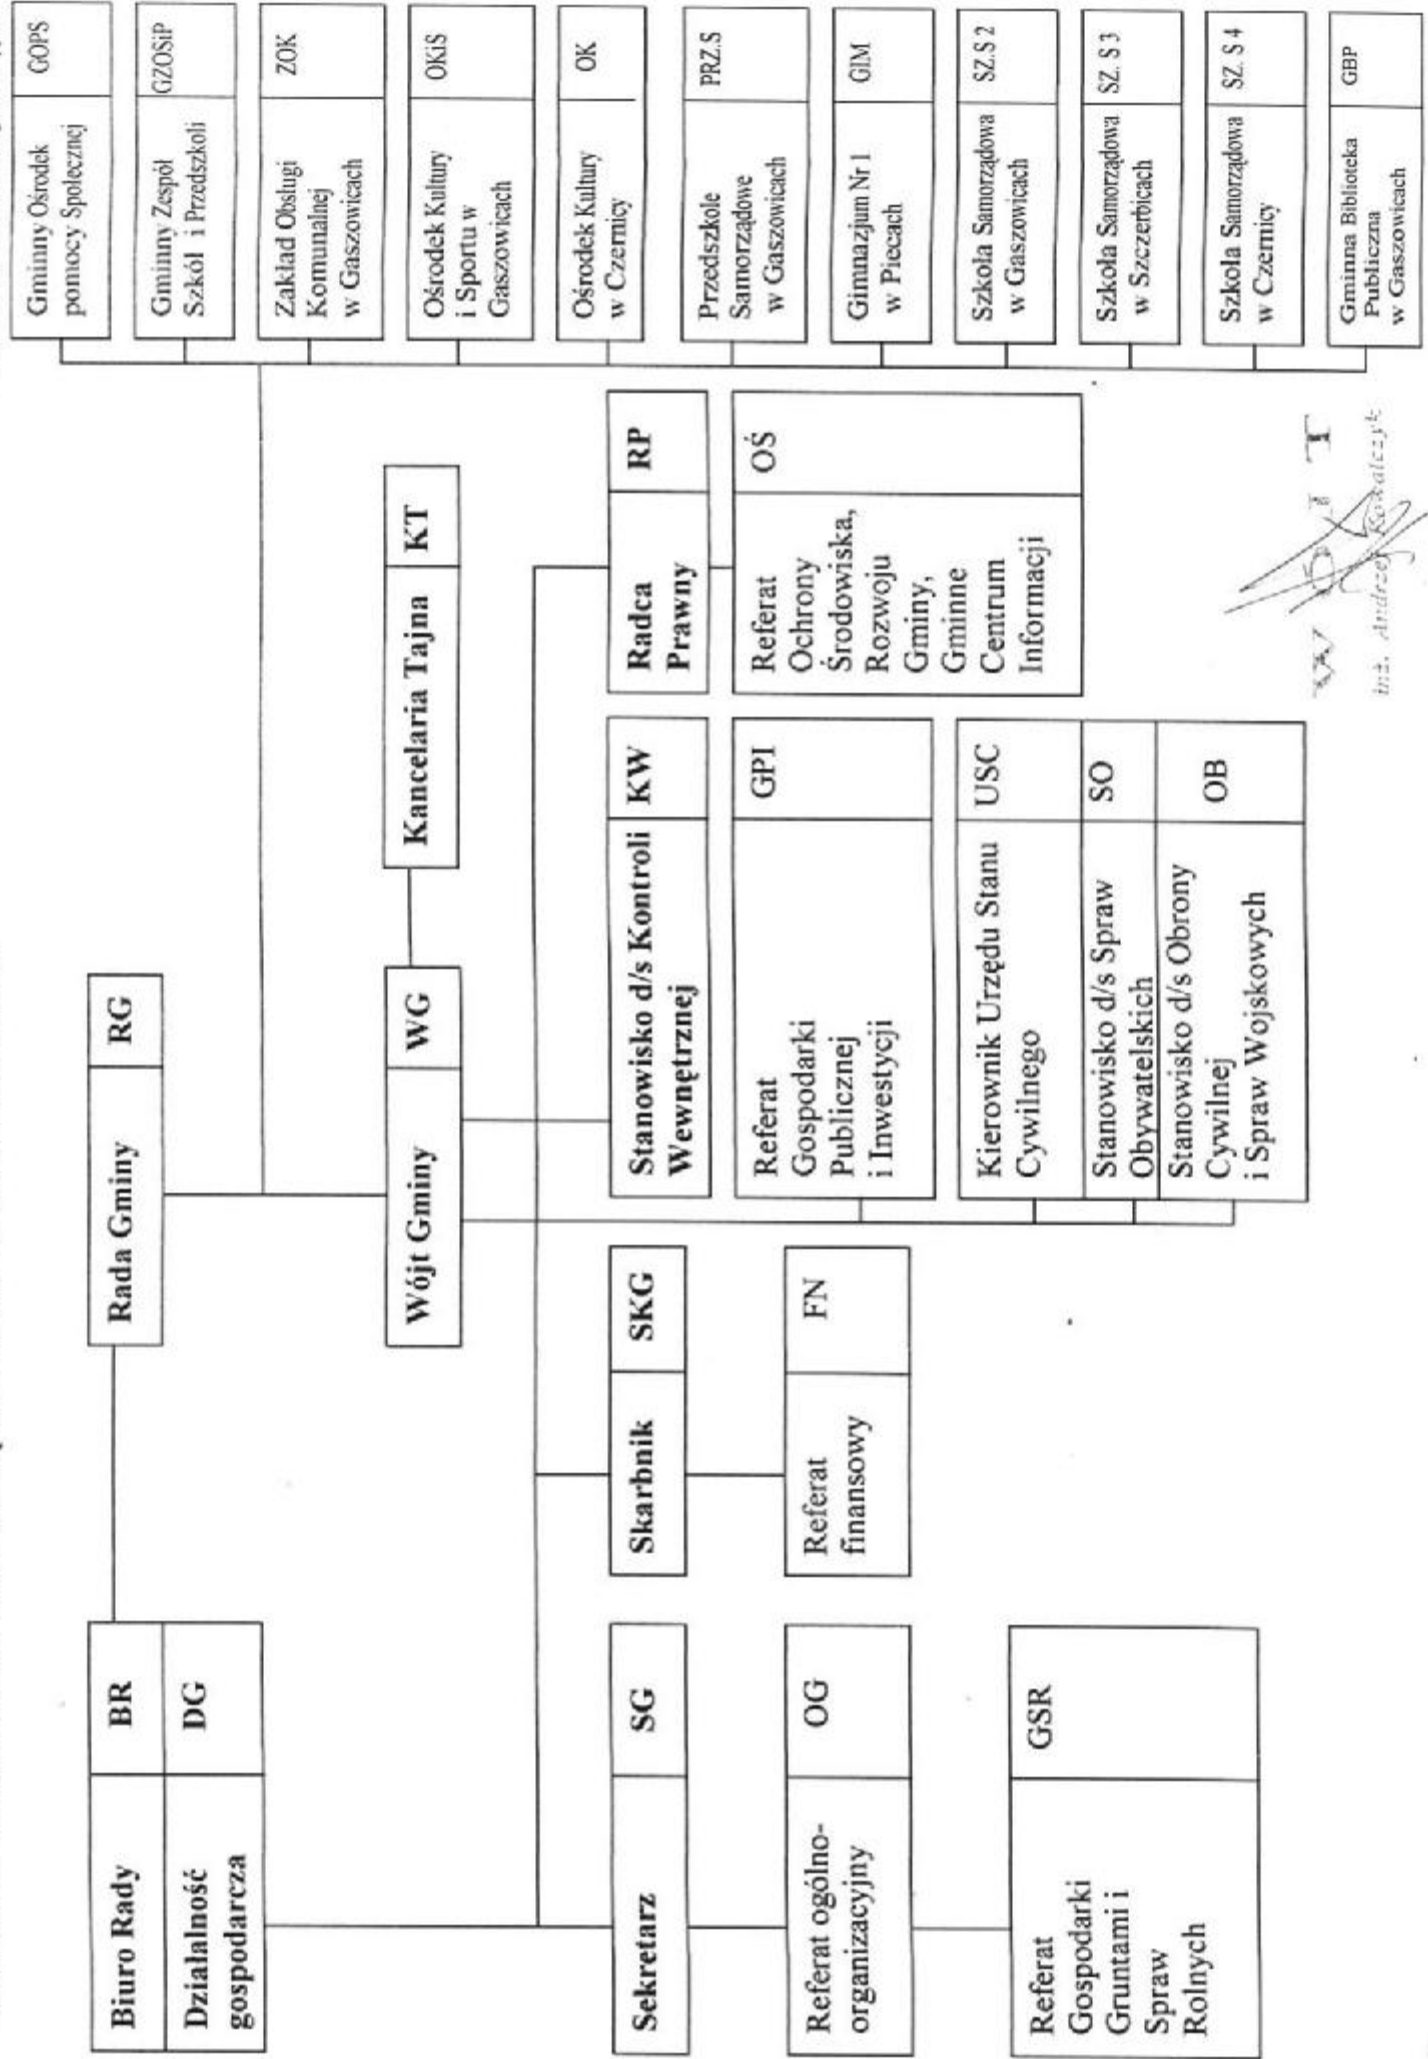 Biuro Rady BR
Działalność DG
gospodarcza
Rada Gminy RG
Wójt Gminy WG
Kancelaria Tajna KT
Sekretarz SG
Referat ogólno- OG
organizacyjny
Referat GSR
Gospodarki
Gruntami i
Spraw
Rolnych
Skarbnik SKG
Referat FN
finansowy
Stanowisko d/s Kontroli KW
Wewnętrznej
Referat GPI
Gospodarki
Publicznej
i Inwestycji
Kierownik Urzędu Stanu USC
Cywilnego
Stanowisko d/s Spraw SO
Obywatelskich
Stanowisko d/s Obrony OB
Cywilnej
i Spraw Wojskowych
Radca RP
Prawny
Referat OŚ
Ochrony
Środowiska,
Rozwoju
Gminy,
Gminne
Centrum
Informacji
Gminny Ośrodek GOPS
pomocy Społecznej
Gminny Zespół GZOSiP
Szkół i Przedszkoli
Zakład Obsługi ZOK
Komunalnej
w Gaszowicach
Ośrodek Kultury OKiS
i Sportu w
Gaszowicach
Ośrodek Kultury OK
w Czernicy
Przedszkole PRZ.S
Samorządowe
w Gaszowicach
Gimnazjum Nr 1 GIM
w Piecach
Szkoła Samorządowa SZ.S 2
w Gaszowicach
Szkoła Samorządowa SZ. S 3
w Szczerbicach
Szkoła Samorządowa SZ. S 4
w Czernicy
Gminna Biblioteka GBP
Publiczna
w Gaszowicach
W Ó J T
inż. Andrzej Kowalczyk